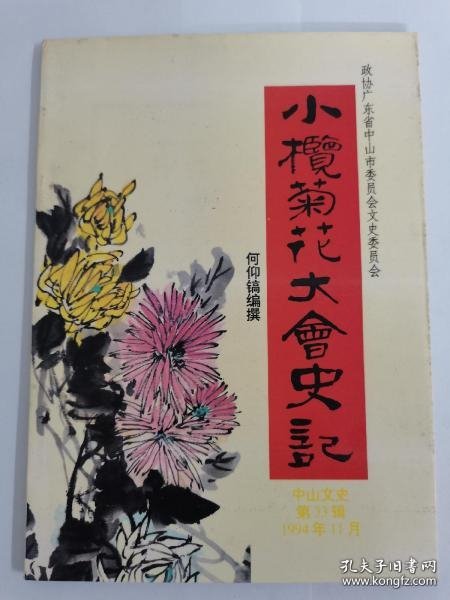 政协广东省中山市委员会文史委员会
小欖菊花大會史記
何仰镐编撰
中山文史
第33辑
1994年11月
孔夫子旧书网
www.kongfz.com